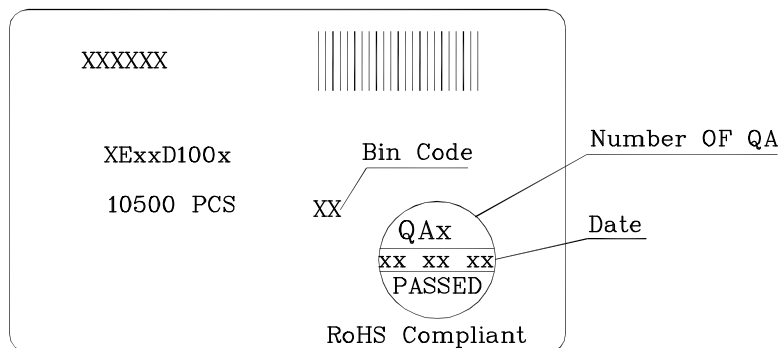 XXXXXX
Number OF QA
XExxD100x
Bin Code
10500 PCS
XX
QAx
Date
xx xx xx
PASSED
RoHS Compliant